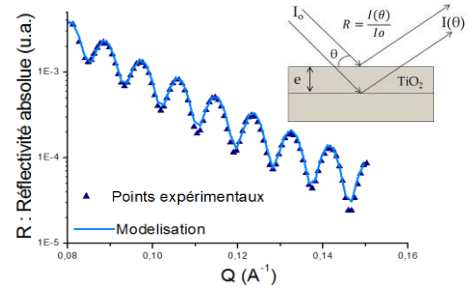 R : Réflectivité absolue (u.a.)
1E-3
1E-4
1E-5
0,08
0,10
0,12
0,14
0,16
Q (A⁻¹)
Points expérimentaux
Modelisation
I₀
R = I(θ)/Io
I(θ)
θ
e
TiO₂